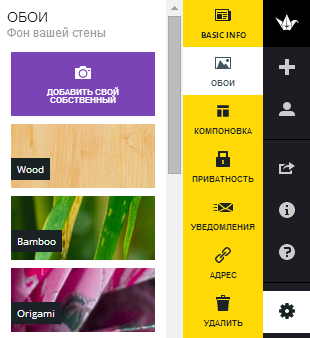 ОБОИ
Фон вашей стены
ДОБАВИТЬ СВОЙ
СОБСТВЕННЫЙ
Wood
Bamboo
Origami
BASIC INFO
ОБОИ
КОМПОНОВКА
ПРИВАТНОСТЬ
УВЕДОМЛЕНИЯ
АДРЕС
УДАЛИТЬ